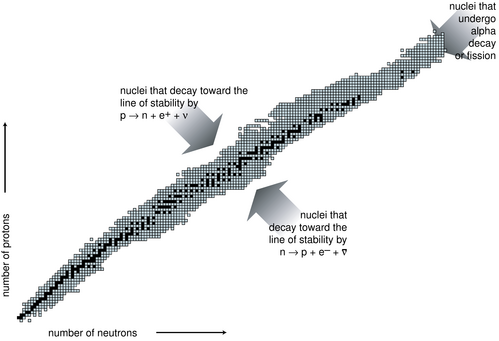 nuclei that
undergo
alpha
decay
or fission
nuclei that decay toward the
line of stability by
p → n + e⁺ + ν
nuclei that
decay toward the
line of stability by
n → p + e⁻ + ν̅
number of protons
number of neutrons